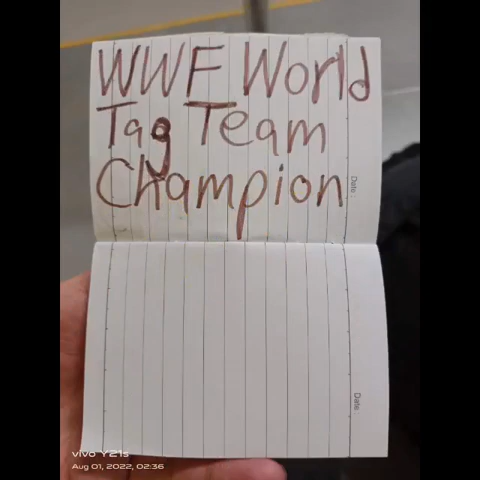 WWF World
Tag Team
Champion
Date :
Date :
vivo Y21s
Aug 01, 2022, 02:36